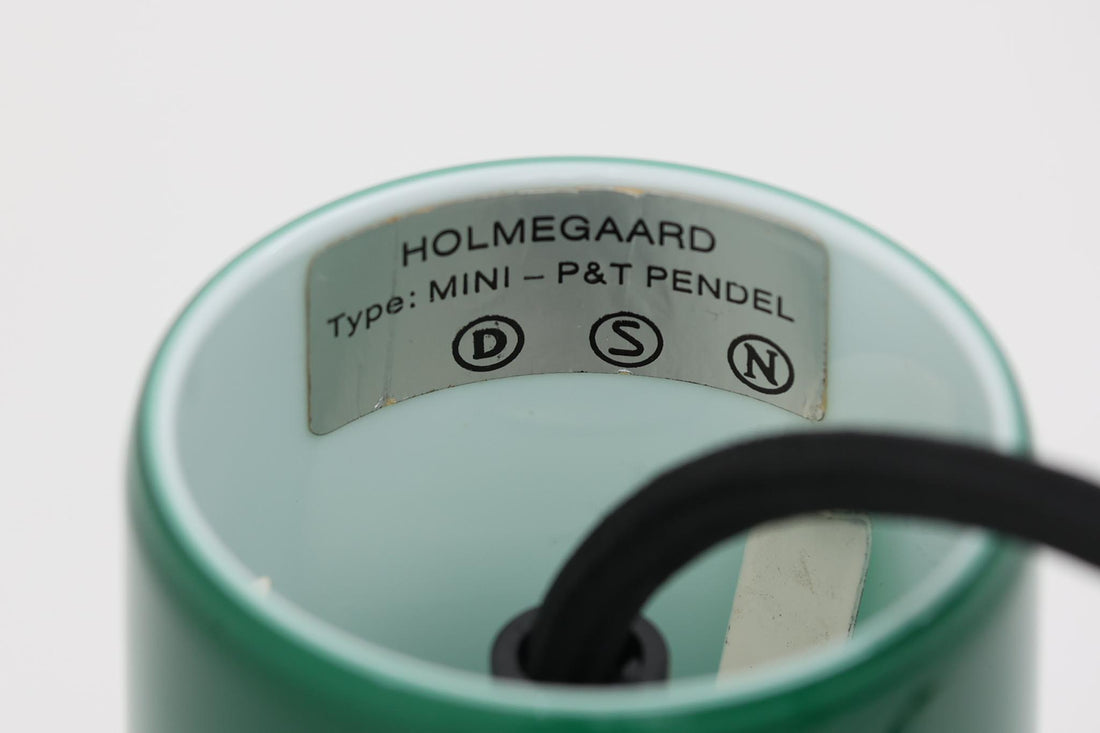 HOLMEGAARD
Type: MINI – P&T PENDEL
D S N